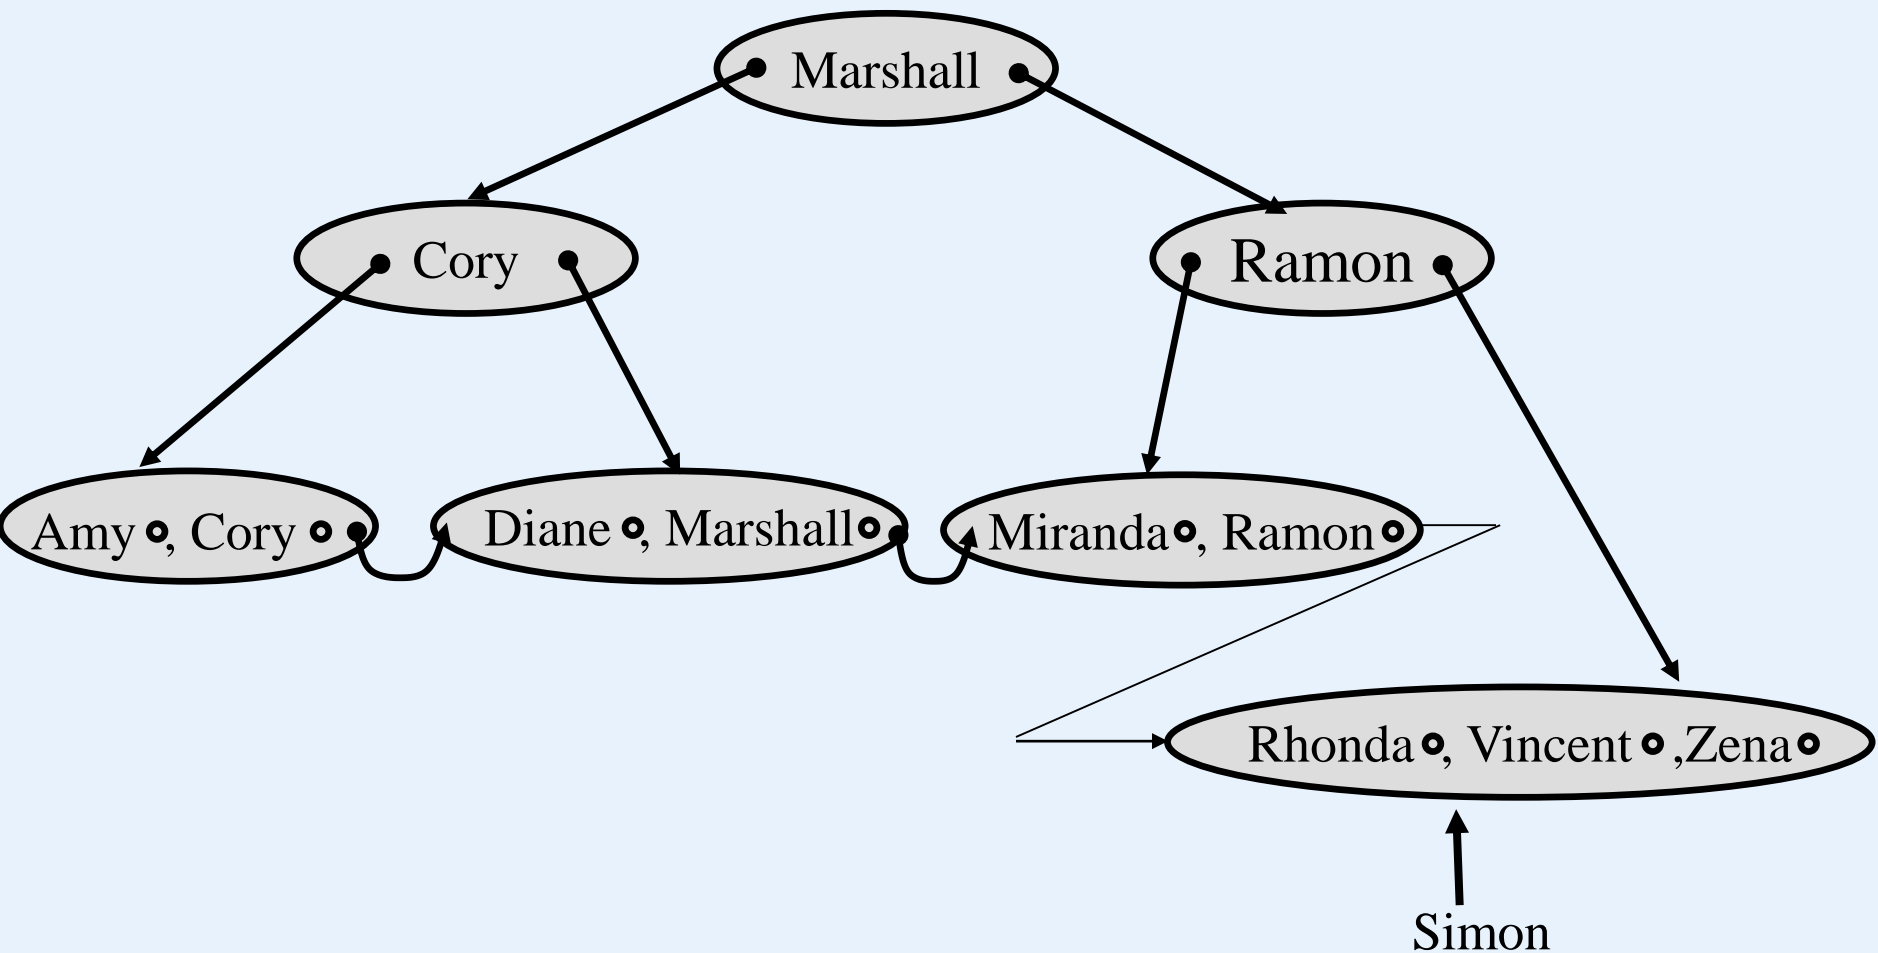 Marshall
Cory Ramon
Amy, Cory Diane, Marshall Miranda, Ramon
Rhonda, Vincent ,Zena
Simon